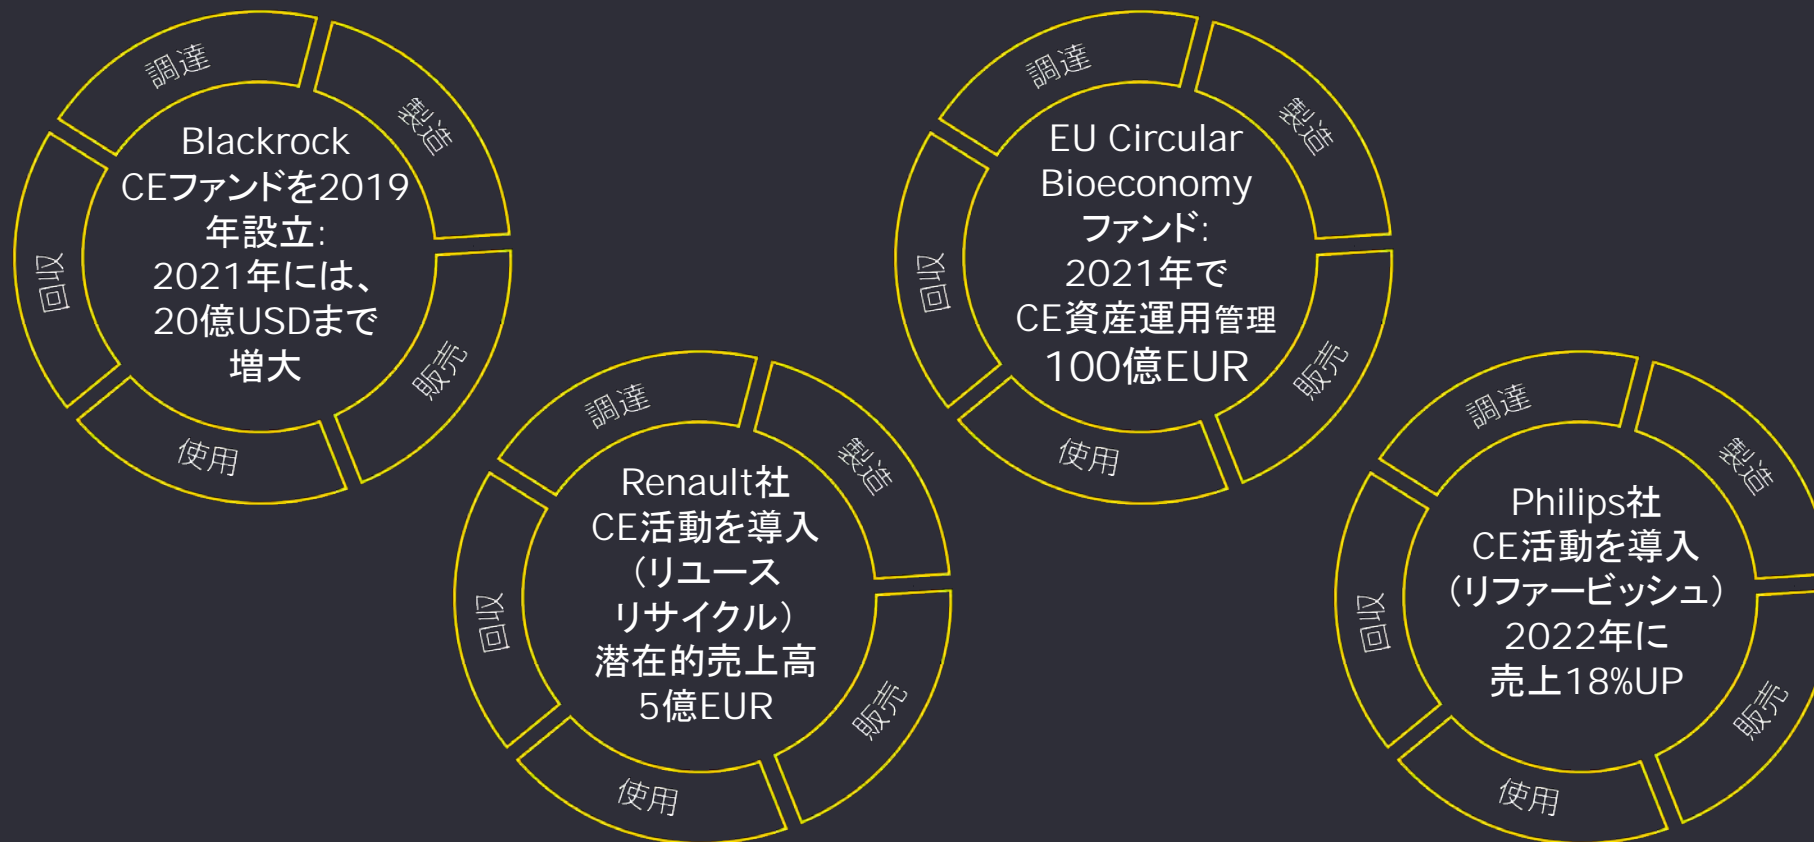 調達
製造
販売
使用
回収
Blackrock
CEファンドを2019
年設立:
2021年には、
20億USDまで
増大
調達
製造
販売
使用
回収
Renault社
CE活動を導入
(リユース
リサイクル)
潜在的売上高
5億EUR
調達
製造
販売
使用
回収
EU Circular
Bioeconomy
ファンド:
2021年で
CE資産運用管理
100億EUR
調達
製造
販売
使用
回収
Philips社
CE活動を導入
(リファービッシュ)
2022年に
売上18%UP